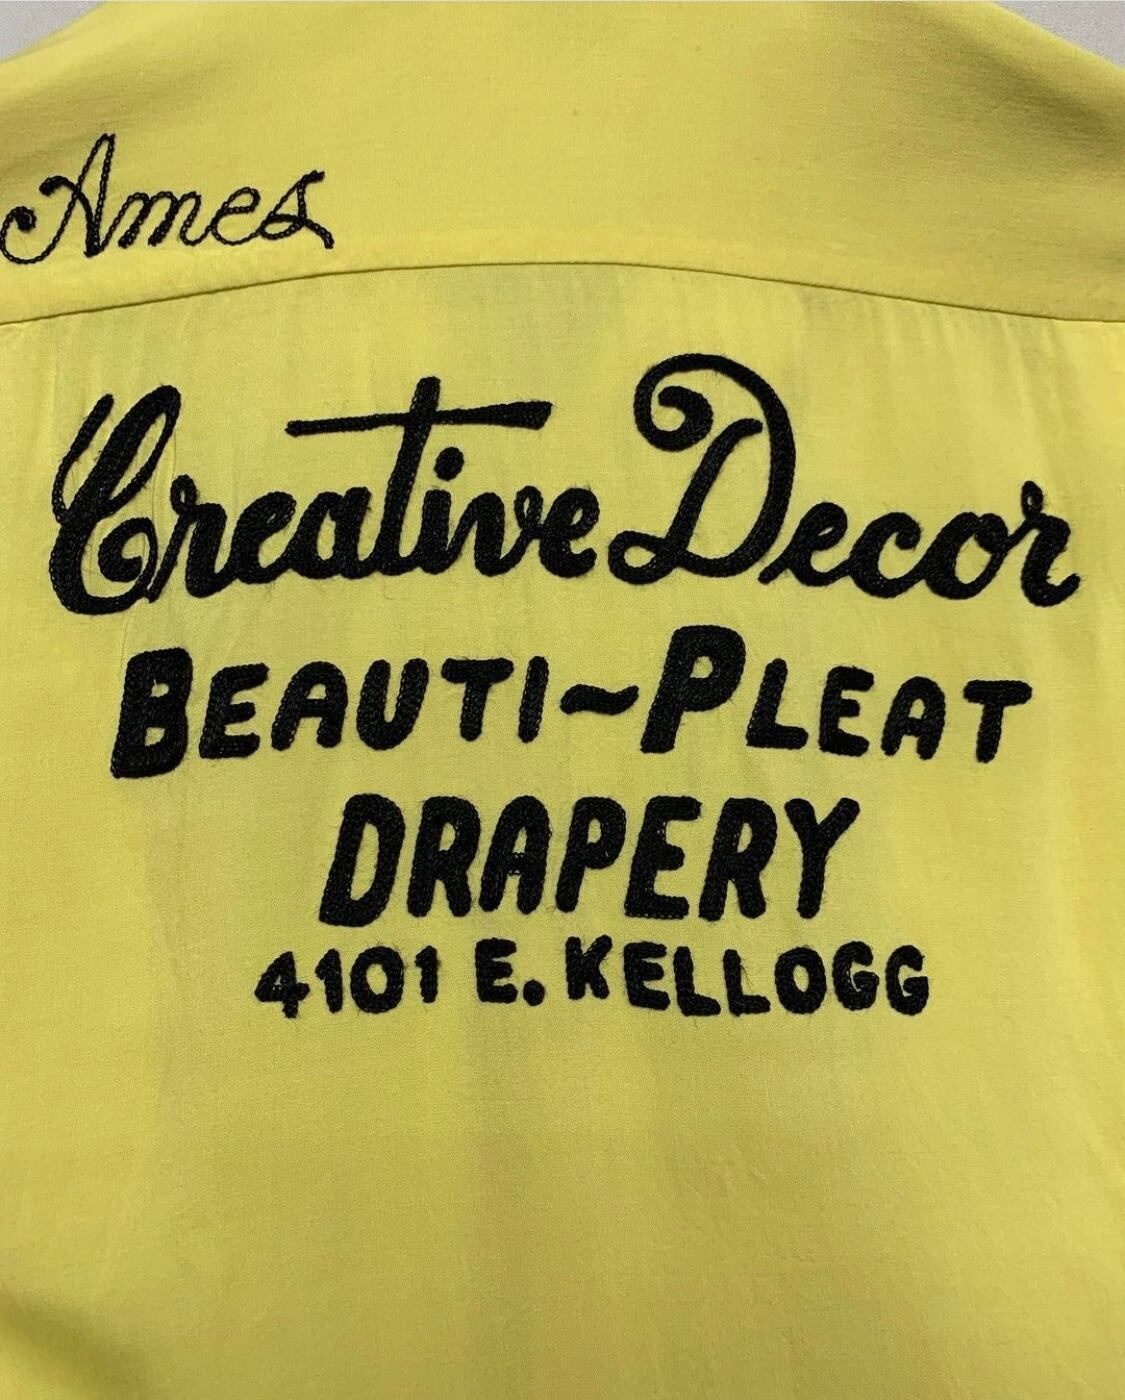 Ames
Creative Decor
BEAUTI~PLEAT
DRAPERY
4101 E. KELLOGG